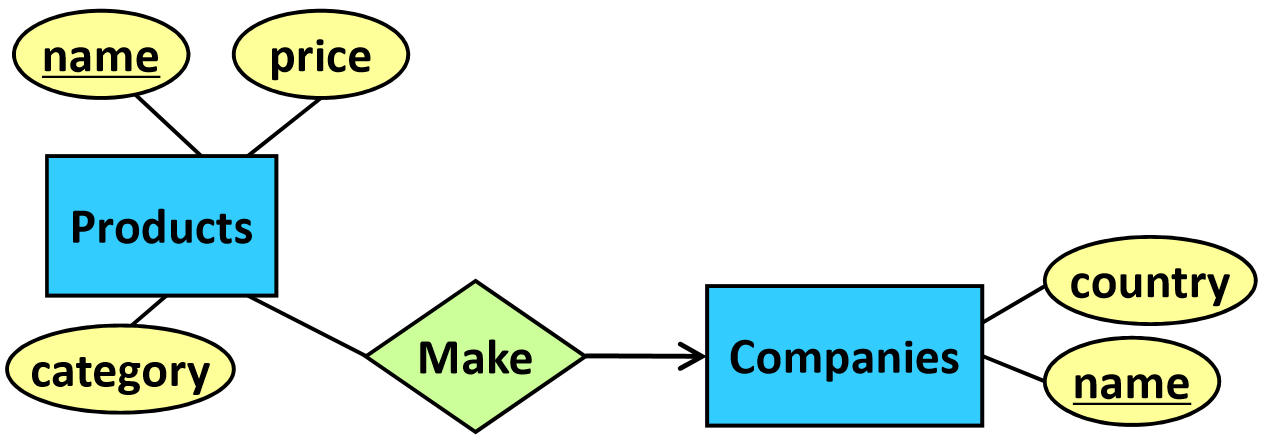 name
price
Products
category
Make
Companies
country
name